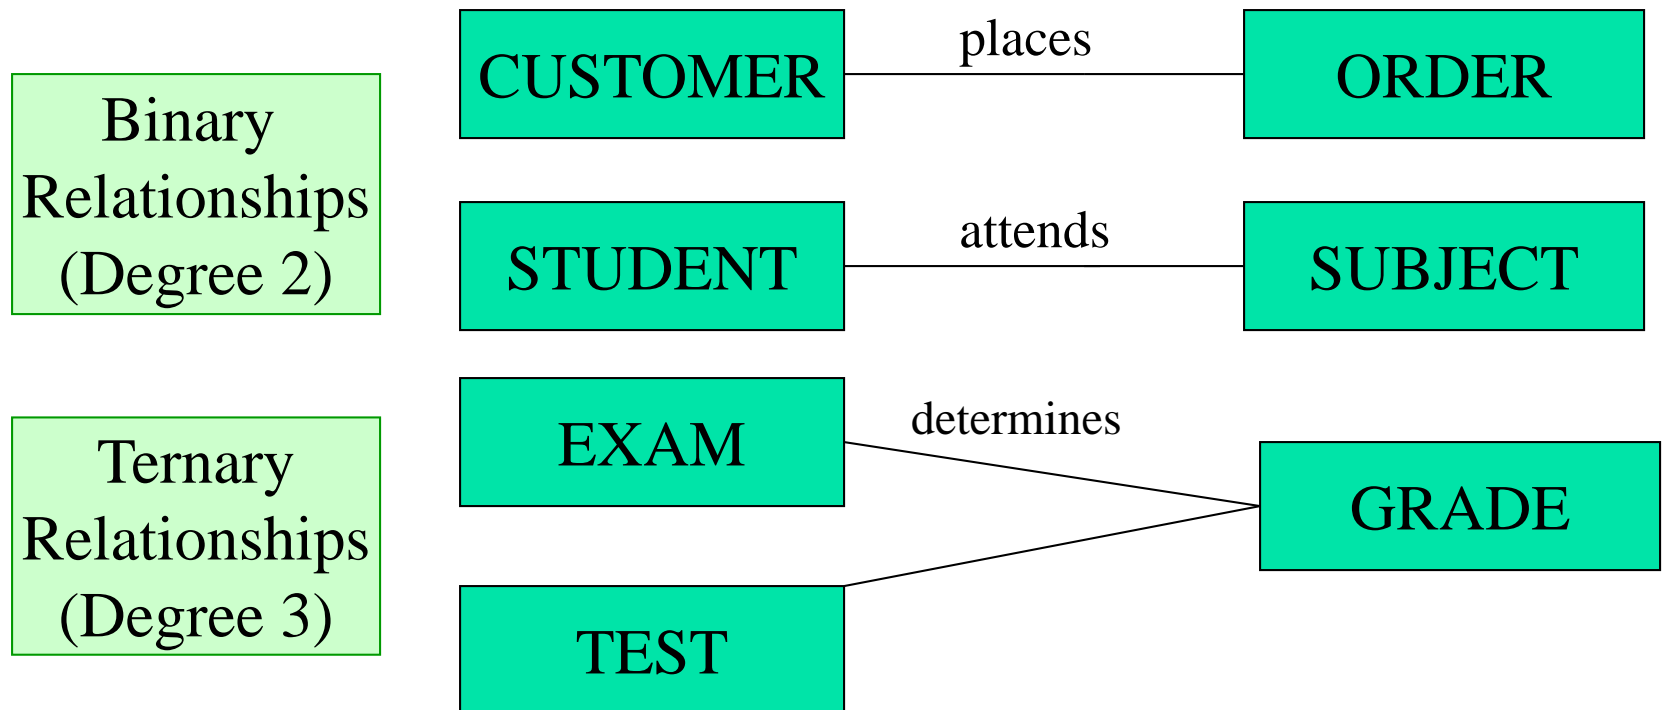 Binary
Relationships
(Degree 2)
CUSTOMER
places
ORDER
STUDENT
attends
SUBJECT
Ternary
Relationships
(Degree 3)
EXAM
determines
GRADE
TEST